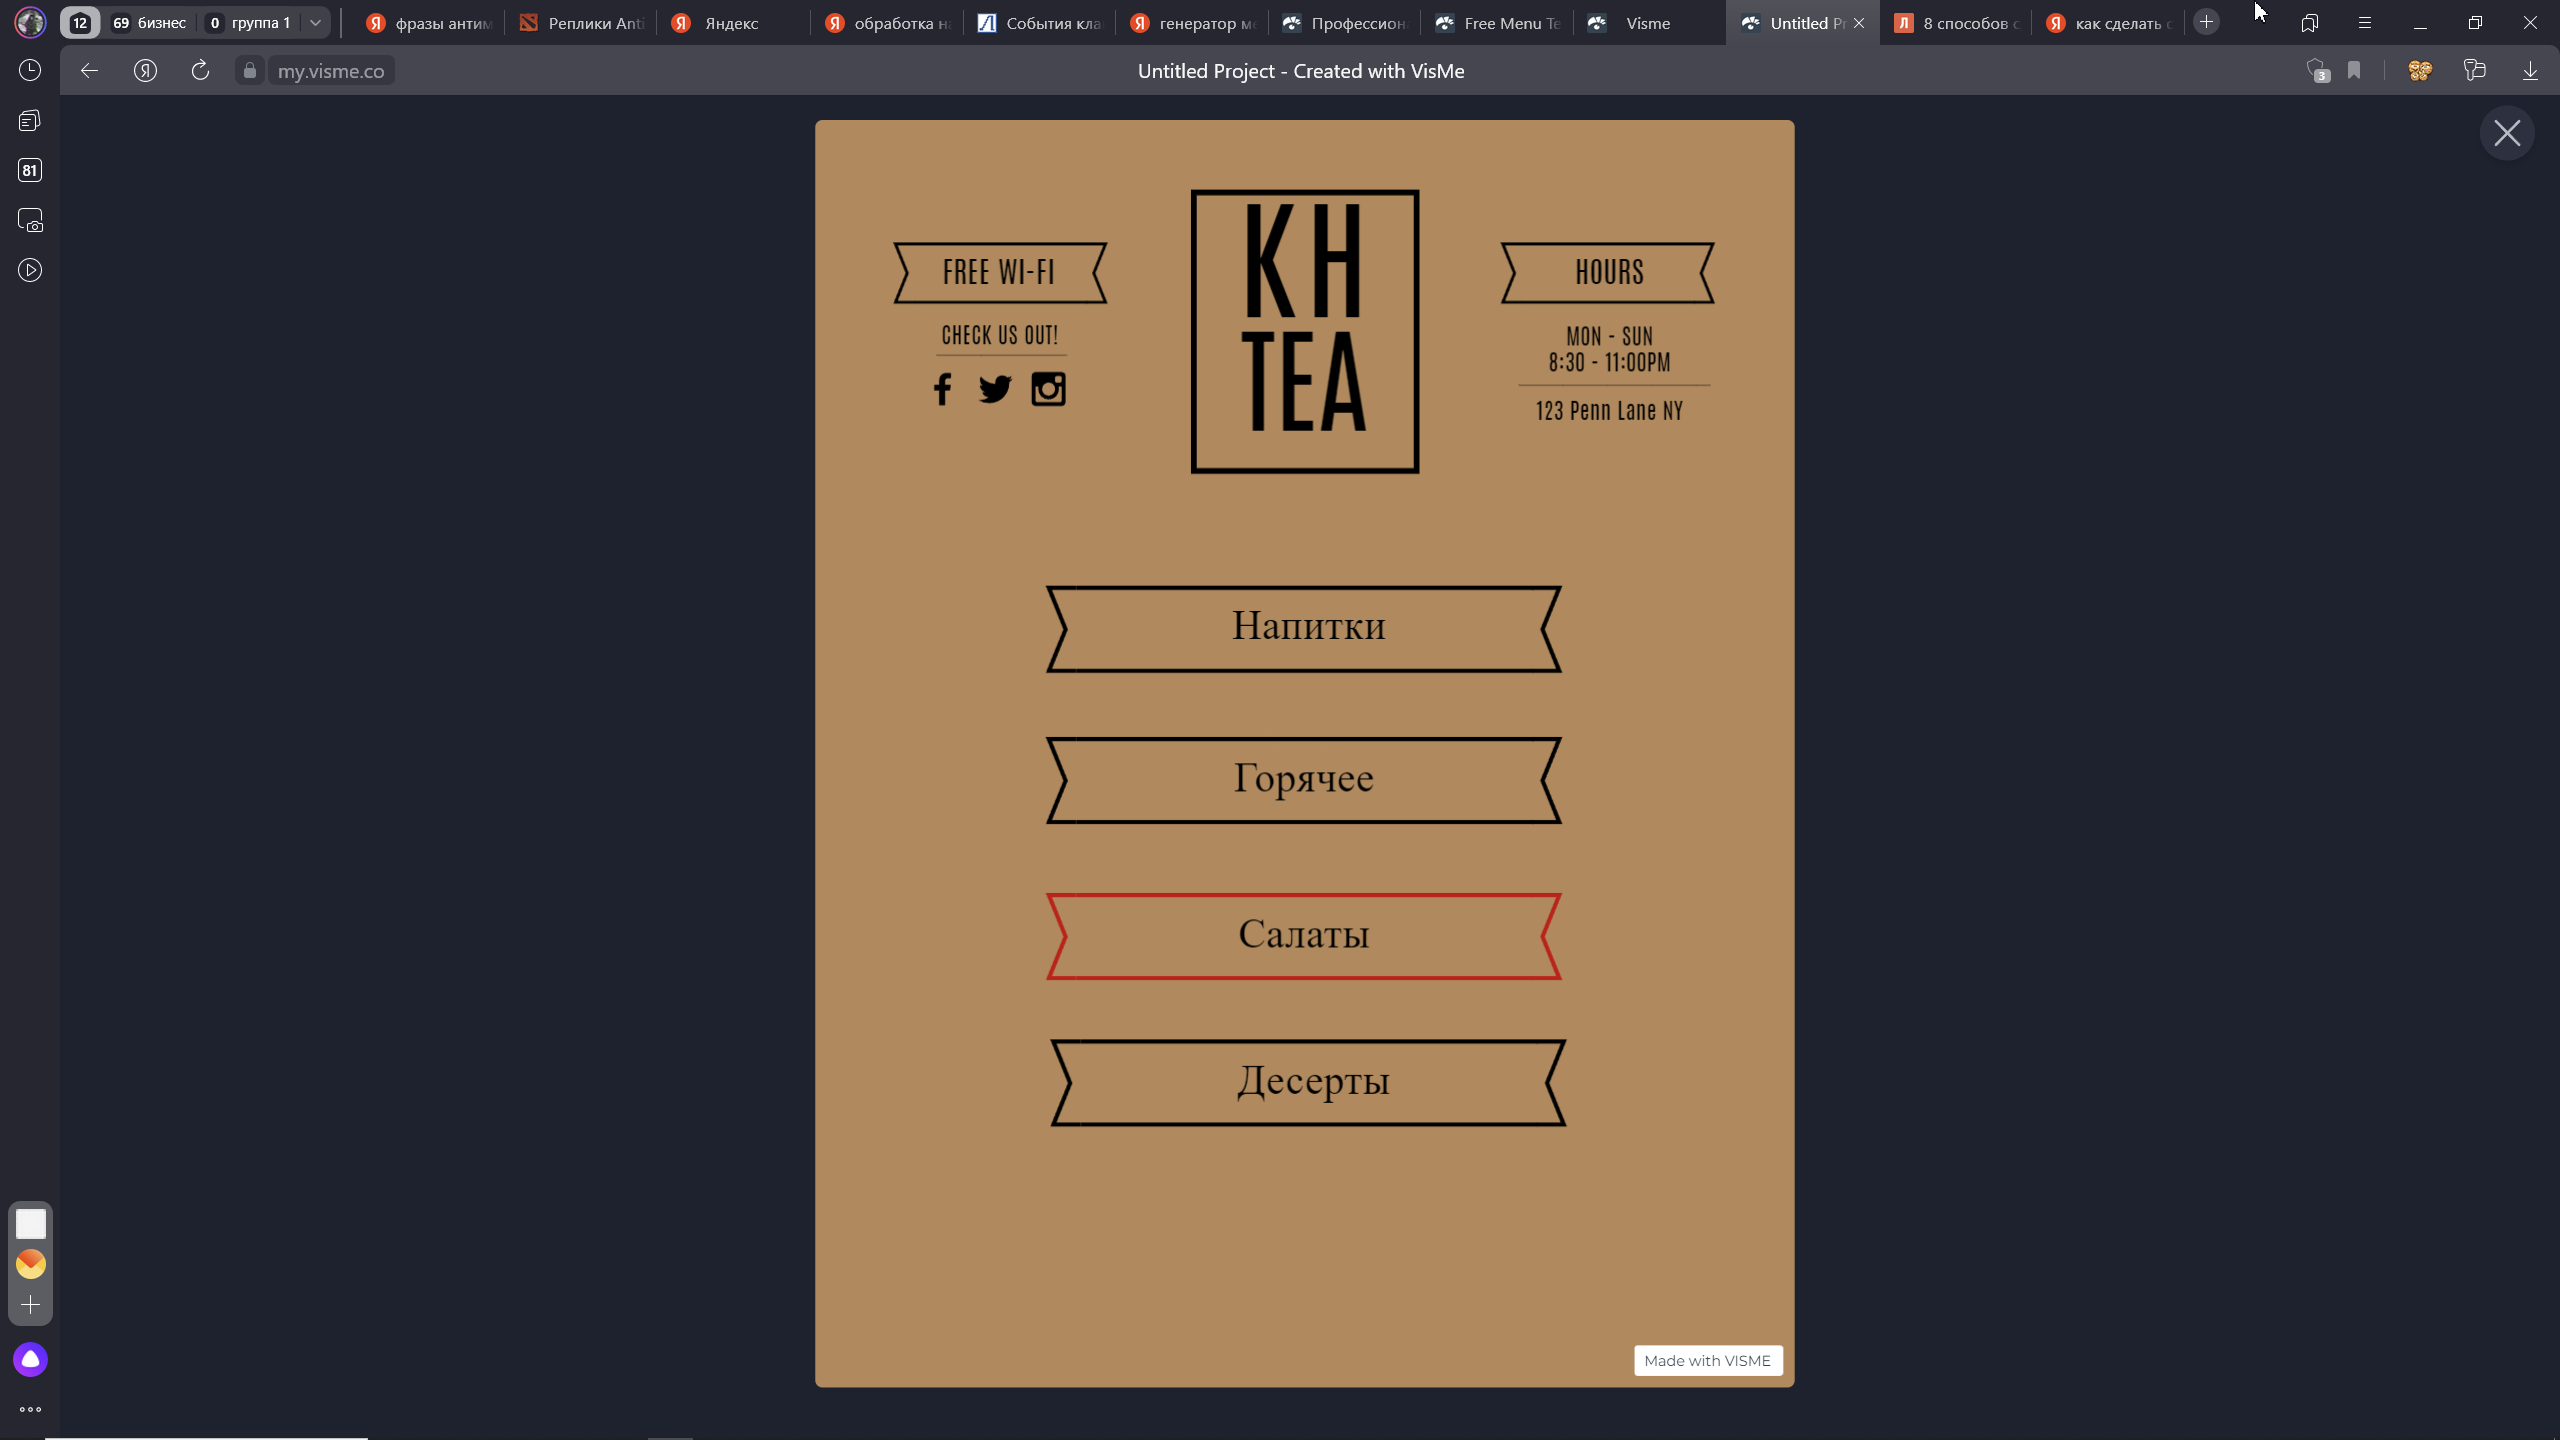 12 69 бизнес 0 группа 1 фразы антим Реплики Anti Яндекс обработка н События кла генератор ме Профессион Free Menu Te Visme Untitled Pr 8 способов с как сделать с
Я my.visme.co Untitled Project - Created with VisMe 3
81
KH
TEA
FREE WI-FI
CHECK US OUT!
HOURS
MON - SUN
8:30 - 11:00PM
123 Penn Lane NY
Напитки
Горячее
Салаты
Десерты
Made with VISME